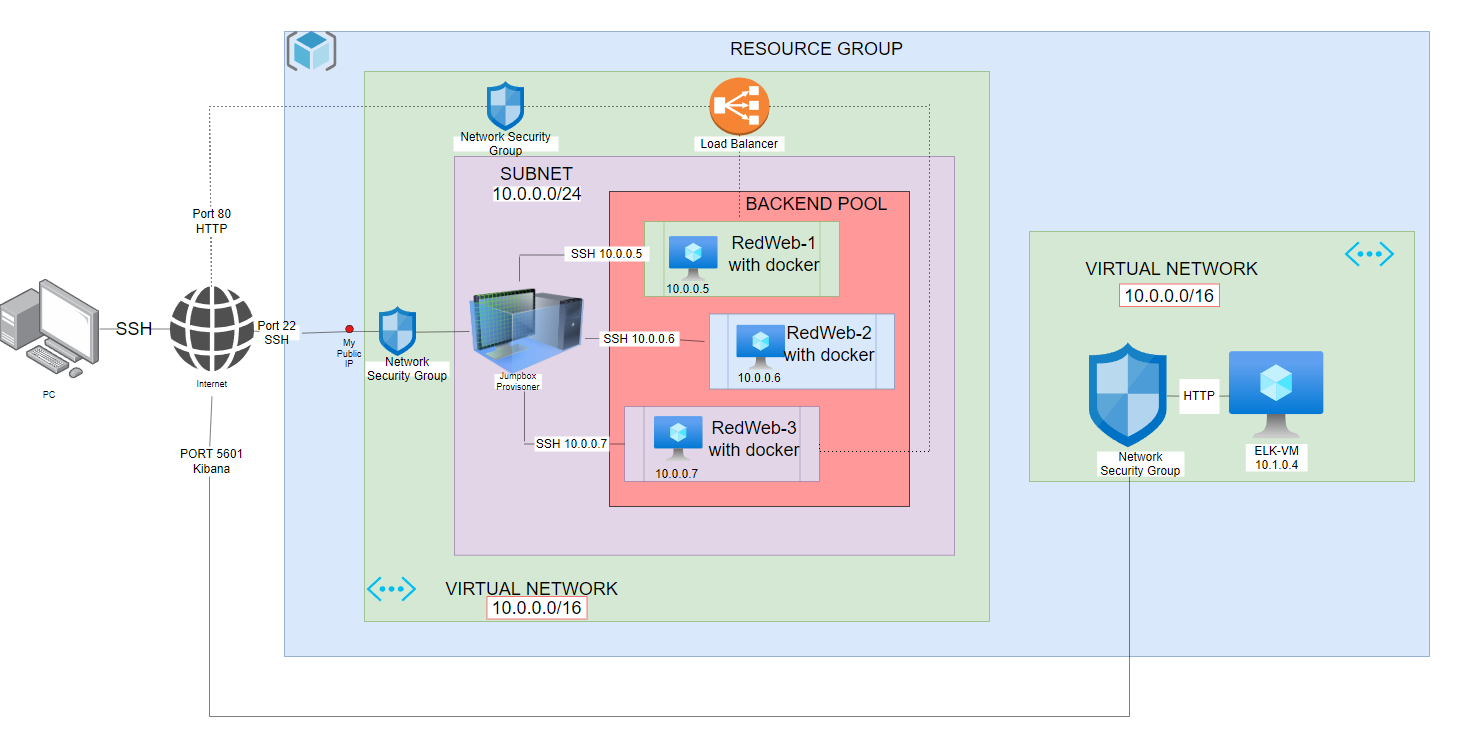 RESOURCE GROUP
Network Security
Group
Load Balancer
SUBNET
10.0.0.0/24
BACKEND POOL
Port 80
HTTP
SSH 10.0.0.5
RedWeb-1
with docker
10.0.0.5
VIRTUAL NETWORK
10.0.0.0/16
SSH
Port 22
SSH
My
Public
IP
Network
Security Group
SSH 10.0.0.6
RedWeb-2
with docker
10.0.0.6
Jumpbox
Provisoner
PC
Internet
HTTP
SSH 10.0.0.7
RedWeb-3
with docker
10.0.0.7
PORT 5601
Kibana
Network
Security Group
ELK-VM
10.1.0.4
VIRTUAL NETWORK
10.0.0.0/16